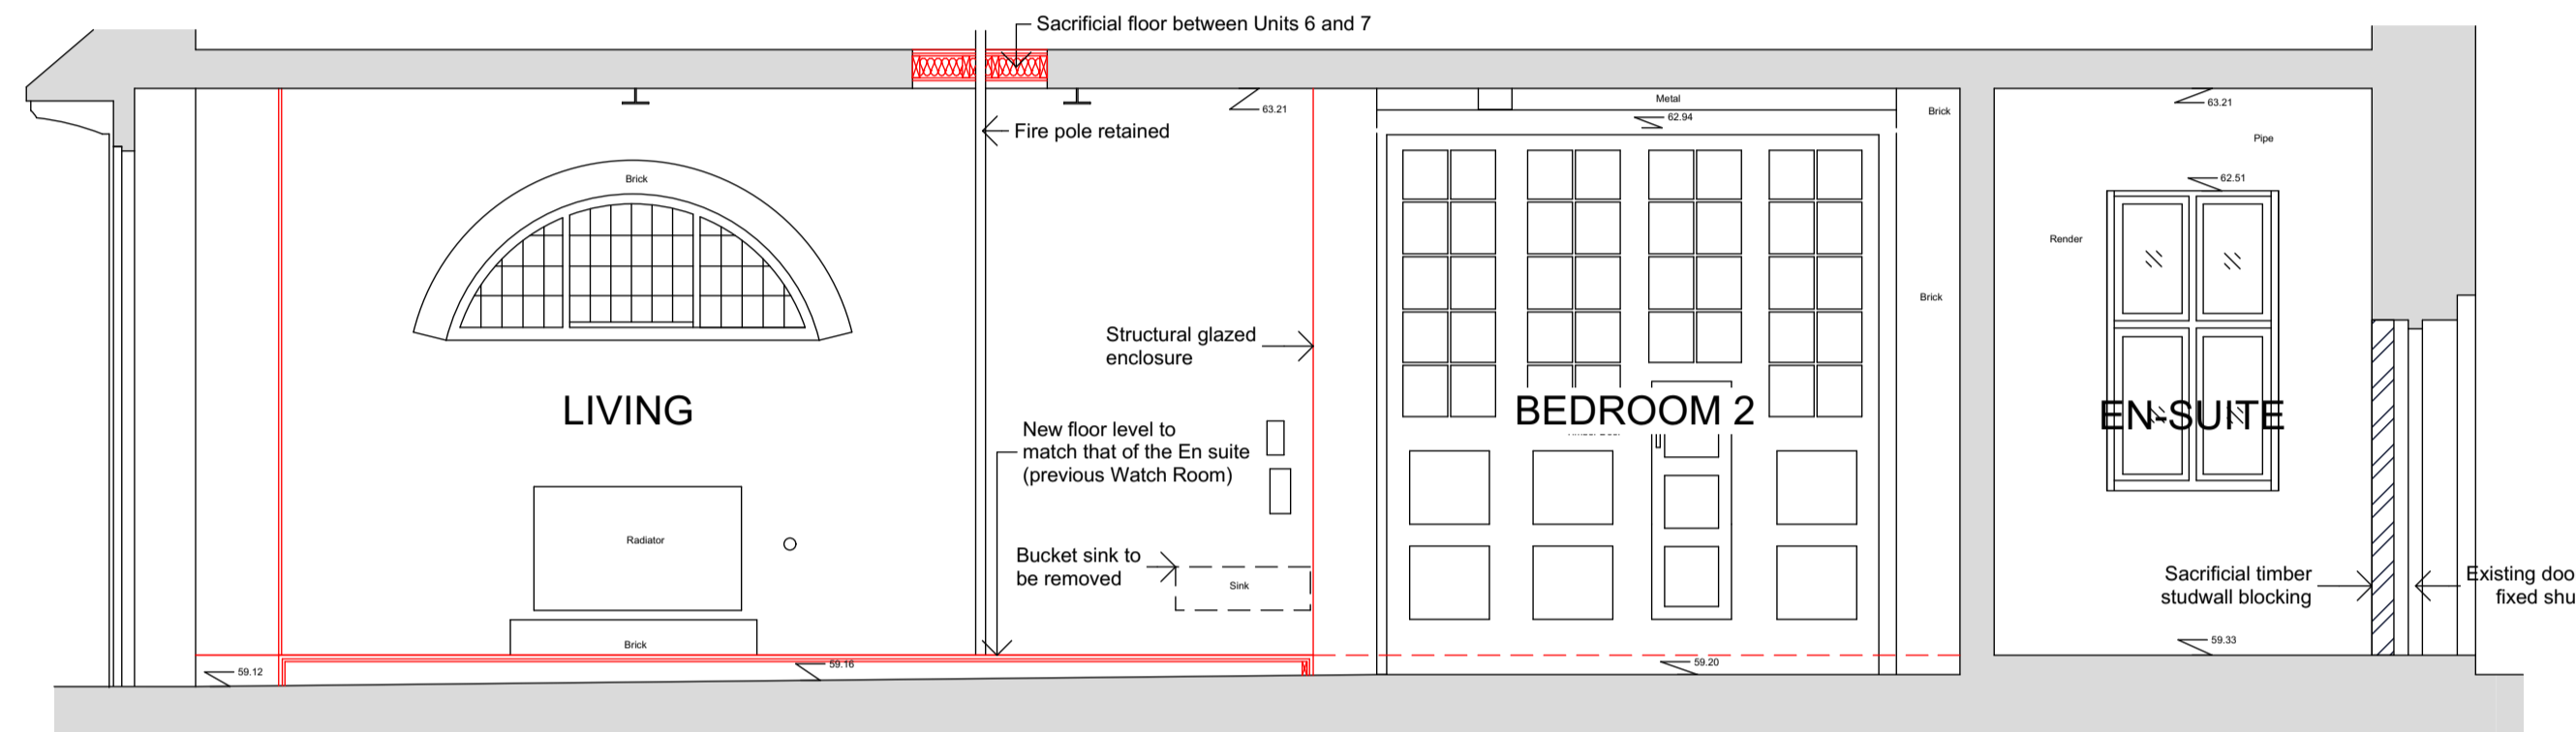 Sacrificial floor between Units 6 and 7
Metal
63.21
62.94
Brick
63.21
Fire pole retained
Pipe
Brick
62.51
Render
Brick
Structural glazed
enclosure
LIVING
BEDROOM 2
EN-SUITE
New floor level to
match that of the En suite
(previous Watch Room)
Radiator
Bucket sink to
be removed
Sink
Sacrificial timber
studwall blocking
Existing doo
fixed shu
Brick
59.12
59.16
59.20
59.33